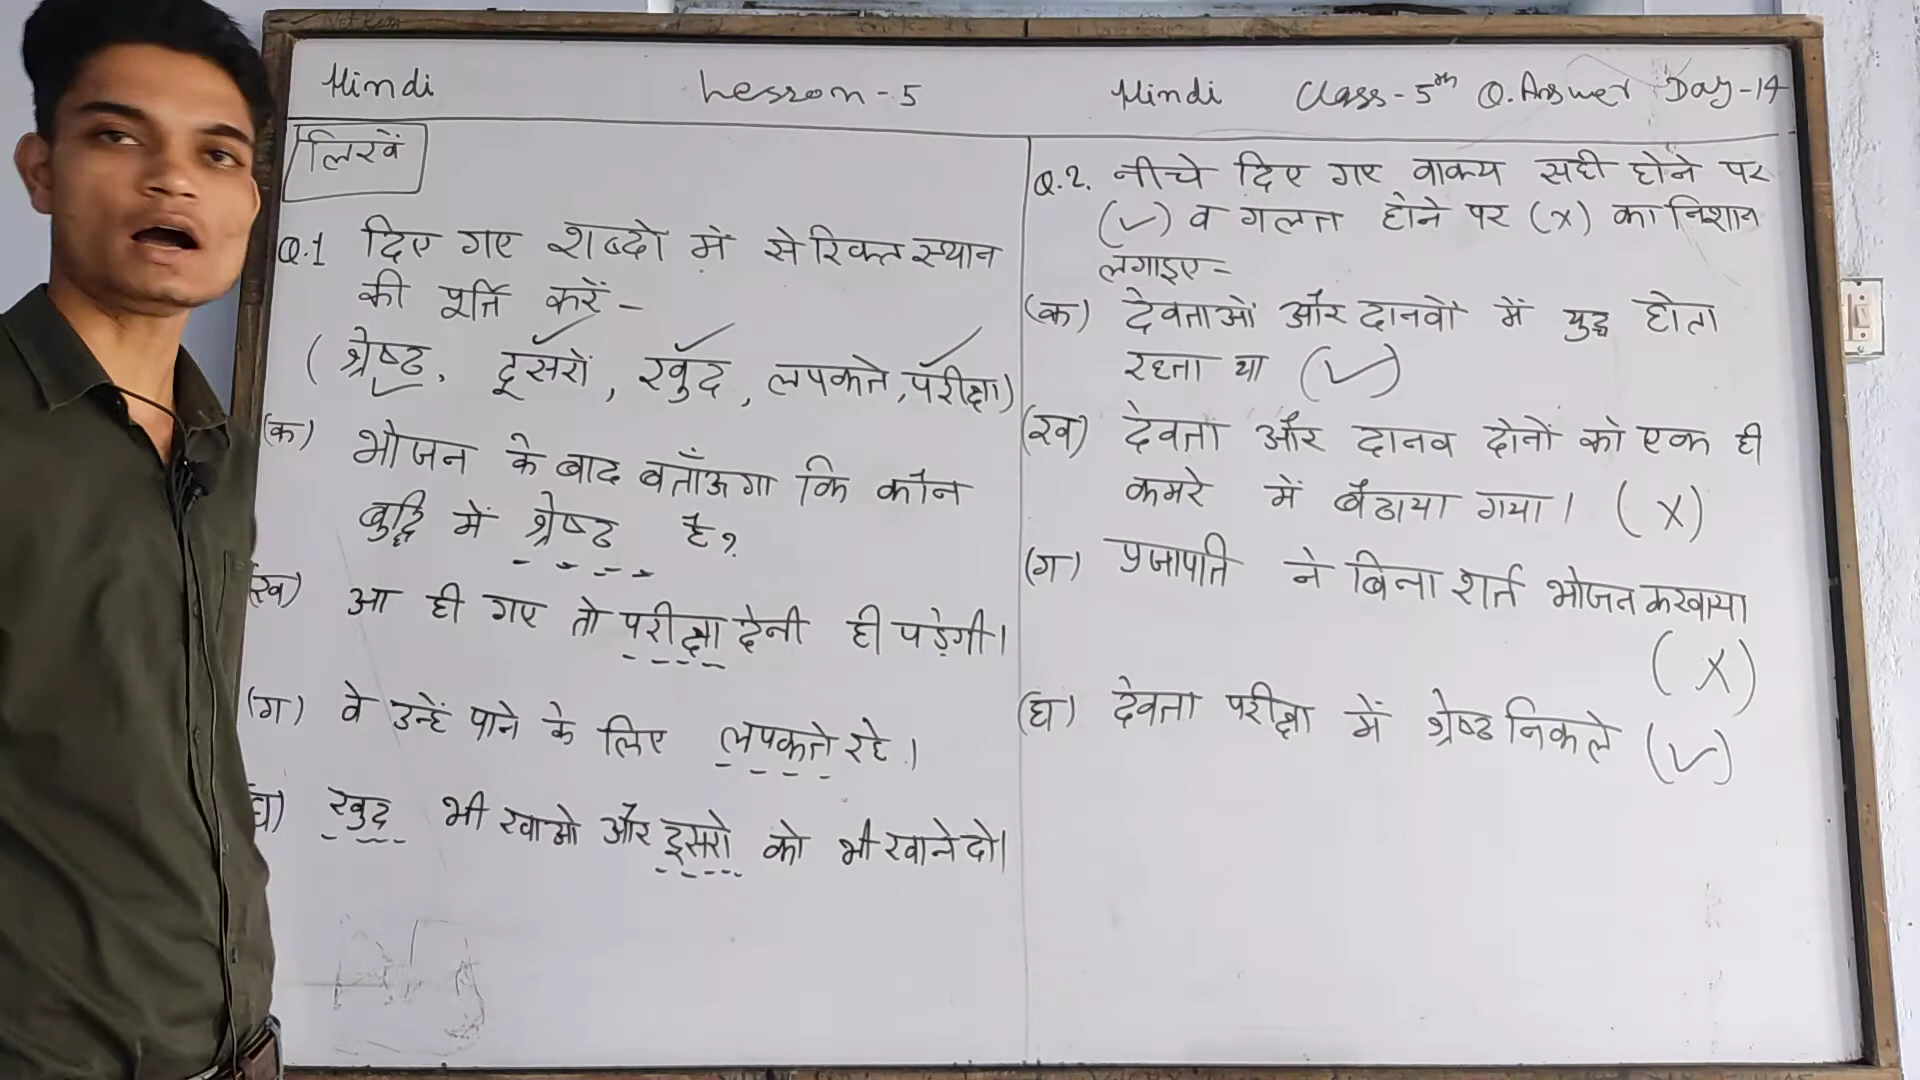 Hindi Lesson-5
लिखें
Q.1 दिए गए शब्दो में से रिक्त स्थान
की पूर्ति करें -
( श्रेष्ठ, दूसरों, खुद, लपकते, परीक्षा)
(क) भोजन के बाद बताँऊगा कि कौन
बुद्धि में श्रेष्ठ है?
(ख) आ ही गए तो परीक्षा देनी ही पड़ेगी।
(ग) वे उन्हें पाने के लिए लपकते रहे।
(घ) खुद भी खाओ और दूसरो को भी खाने दो।
Hindi Class-5th Q.Answer Day-14
Q.2. नीचे दिए गए वाक्य सही होने पर
(✓) व गलत होने पर (x) का निशान
लगाइए-
(क) देवताओं और दानवों में युद्ध होता
रहता था (✓)
(ख) देवता और दानव दोनों को एक ही
कमरे में बैठाया गया। (X)
(ग) प्रजापति ने बिना शर्त भोजन करवाया
(X)
(घ) देवता परीक्षा में श्रेष्ठ निकले (✓)